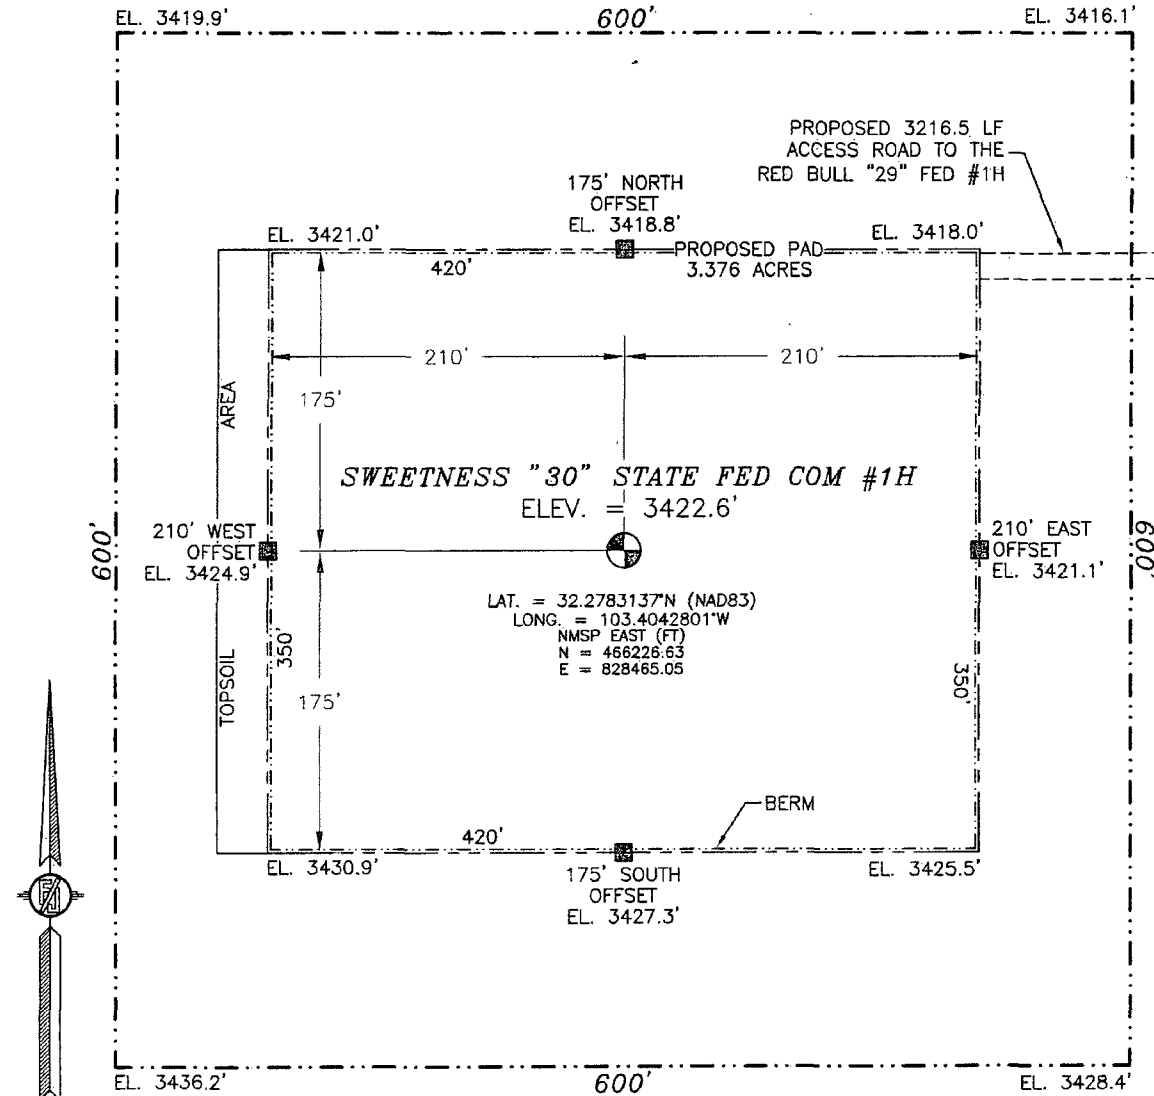 EL. 3419.9'
600'
EL. 3416.1'
PROPOSED 3216.5 LF
ACCESS ROAD TO THE
RED BULL "29" FED #1H
175' NORTH
OFFSET
EL. 3418.8'
EL. 3421.0'
EL. 3418.0'
420'
PROPOSED PAD
3.376 ACRES
210'
210'
175'
AREA
SWEETNESS "30" STATE FED COM #1H
ELEV. = 3422.6'
600'
210' WEST
OFFSET
EL. 3424.9'
210' EAST
OFFSET
EL. 3421.1'
600'
LAT. = 32.2783137°N (NAD83)
LONG. = 103.4042801°W
NMSP EAST (FT)
N = 466226.63
E = 828465.05
350'
350'
TOPSOIL
175'
BERM
420'
EL. 3430.9'
EL. 3425.5'
175' SOUTH
OFFSET
EL. 3427.3'
EL. 3436.2'
600'
EL. 3428.4'